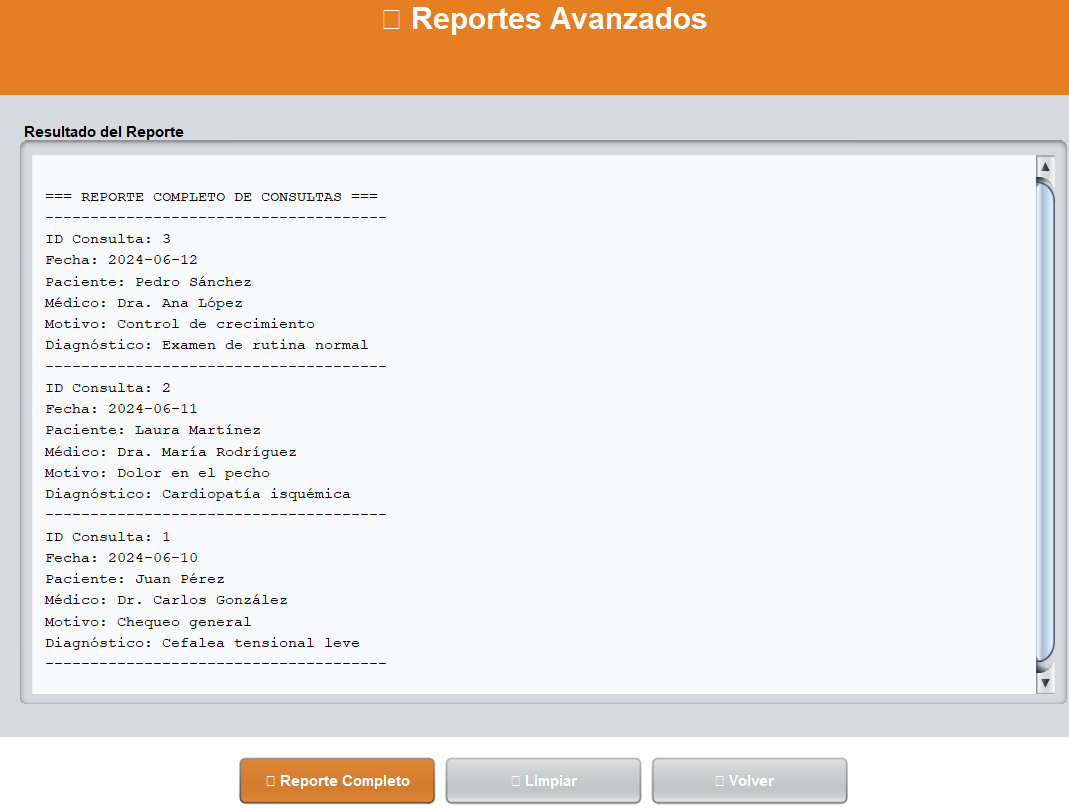 Reportes Avanzados
Resultado del Reporte
=== REPORTE COMPLETO DE CONSULTAS ===
--------------------------------------
ID Consulta: 3
Fecha: 2024-06-12
Paciente: Pedro Sánchez
Médico: Dra. Ana López
Motivo: Control de crecimiento
Diagnóstico: Examen de rutina normal
--------------------------------------
ID Consulta: 2
Fecha: 2024-06-11
Paciente: Laura Martínez
Médico: Dra. María Rodríguez
Motivo: Dolor en el pecho
Diagnóstico: Cardiopatía isquémica
--------------------------------------
ID Consulta: 1
Fecha: 2024-06-10
Paciente: Juan Pérez
Médico: Dr. Carlos González
Motivo: Chequeo general
Diagnóstico: Cefalea tensional leve
--------------------------------------
Reporte Completo
Limpiar
Volver